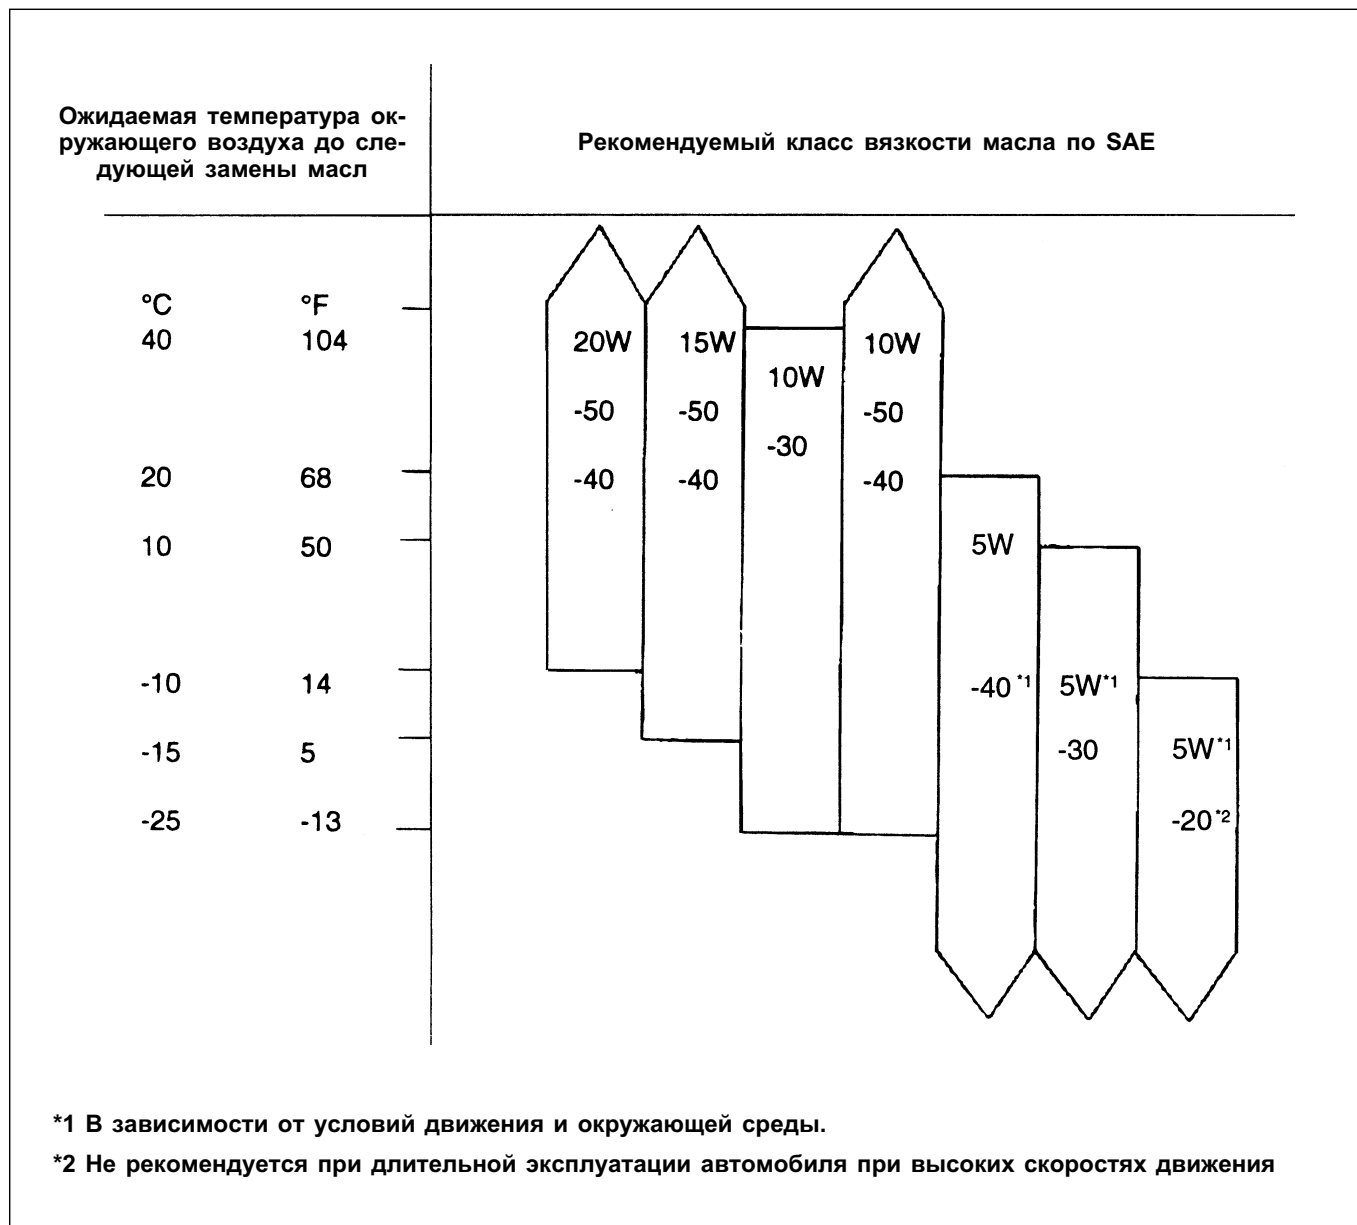 Ожидаемая температура ок-
ружающего воздуха до сле-
дующей замены масл
Рекомендуемый класс вязкости масла по SAE
°C °F
40 104
20 68
10 50
-10 14
-15 5
-25 -13
20W
-50
-40
15W
-50
-40
10W
-30
10W
-50
-40
5W
-40*1
5W*1
-30
5W*1
-20*2
*1 В зависимости от условий движения и окружающей среды.
*2 Не рекомендуется при длительной эксплуатации автомобиля при высоких скоростях движения